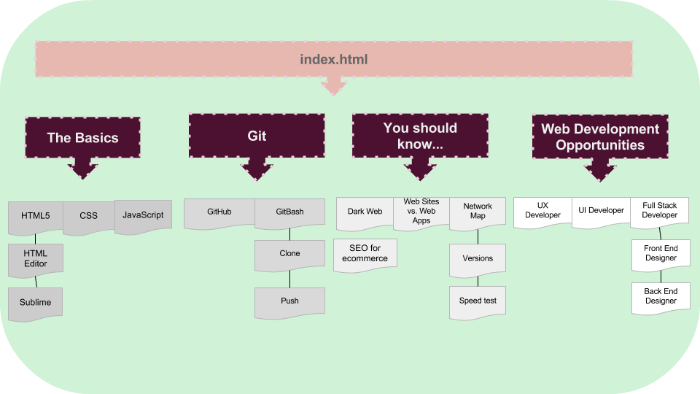 index.html
The Basics
Git
You should
know...
Web Development
Opportunities
HTML5
CSS
JavaScript
GitHub
GitBash
Dark Web
Web Sites
vs. Web
Apps
Network
Map
UX
Developer
UI Developer
Full Stack
Developer
HTML
Editor
Clone
SEO for
ecommerce
Versions
Front End
Designer
Sublime
Push
Speed test
Back End
Designer